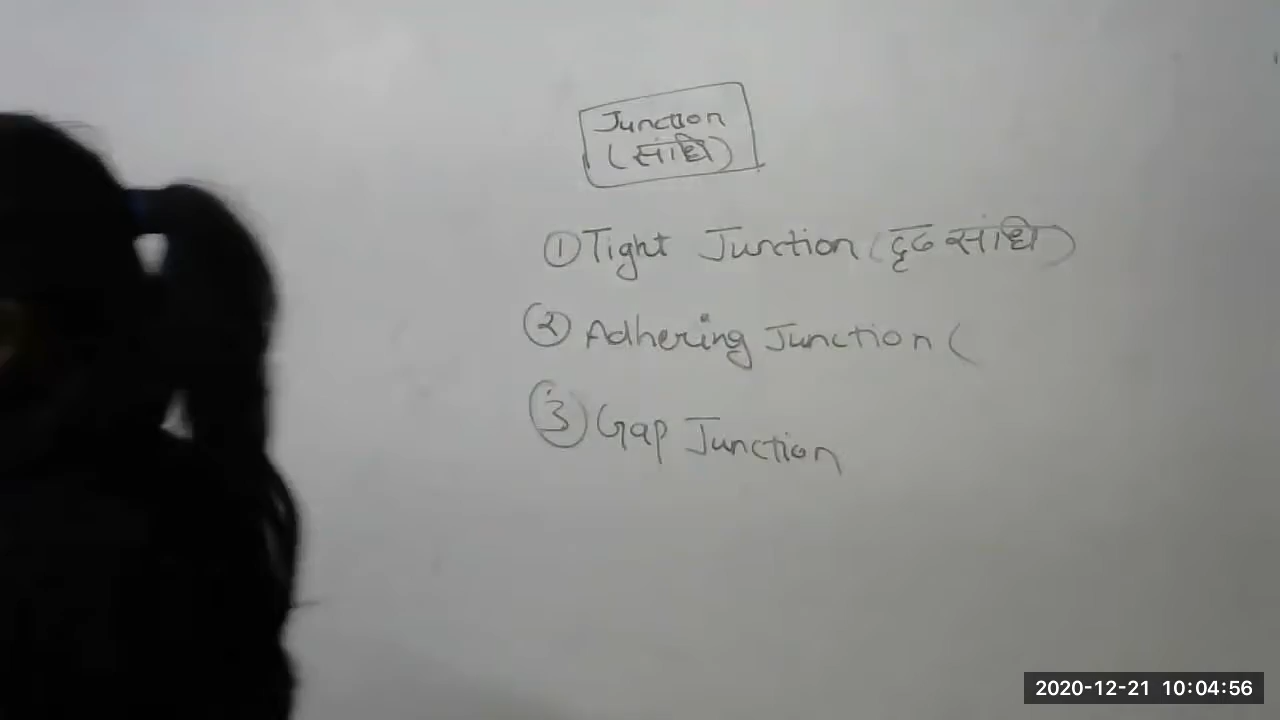 Junction
(संधि)
① Tight Junction (दृढ संधि)
② Adhering Junction (
③ Gap Junction
2020-12-21 10:04:56